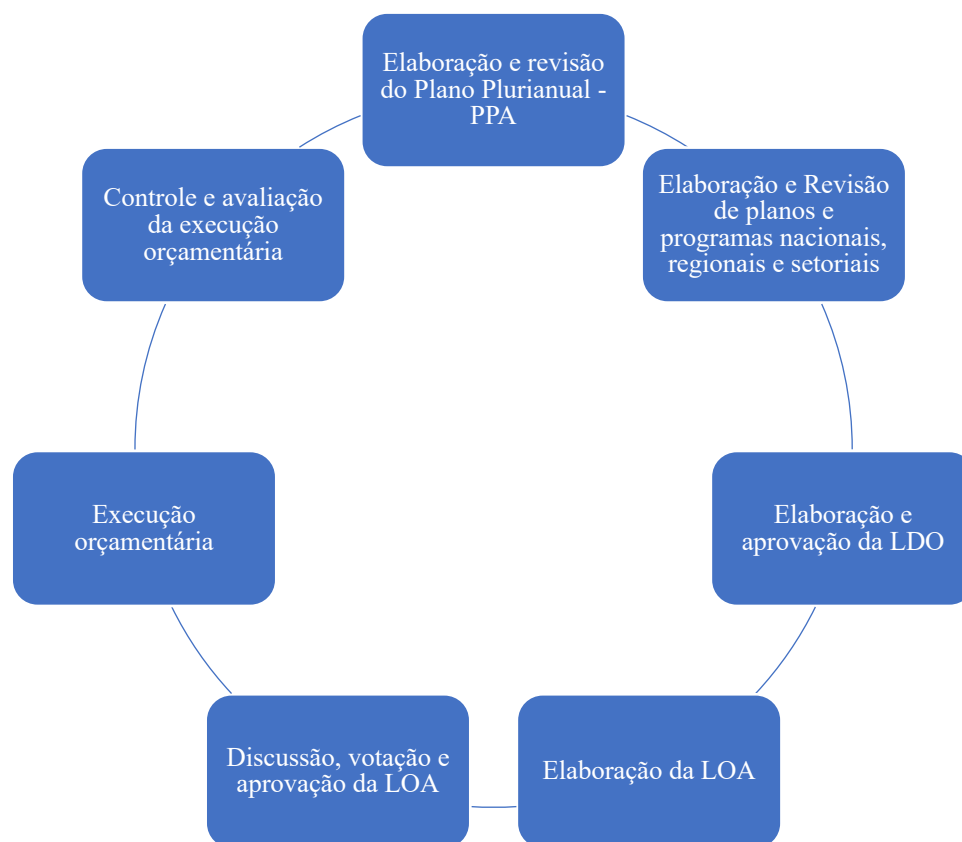 Elaboração e revisão
do Plano Plurianual -
PPA
Elaboração e Revisão
de planos e
programas nacionais,
regionais e setoriais
Elaboração e
aprovação da LDO
Elaboração da LOA
Discussão, votação e
aprovação da LOA
Execução
orçamentária
Controle e avaliação
da execução
orçamentária